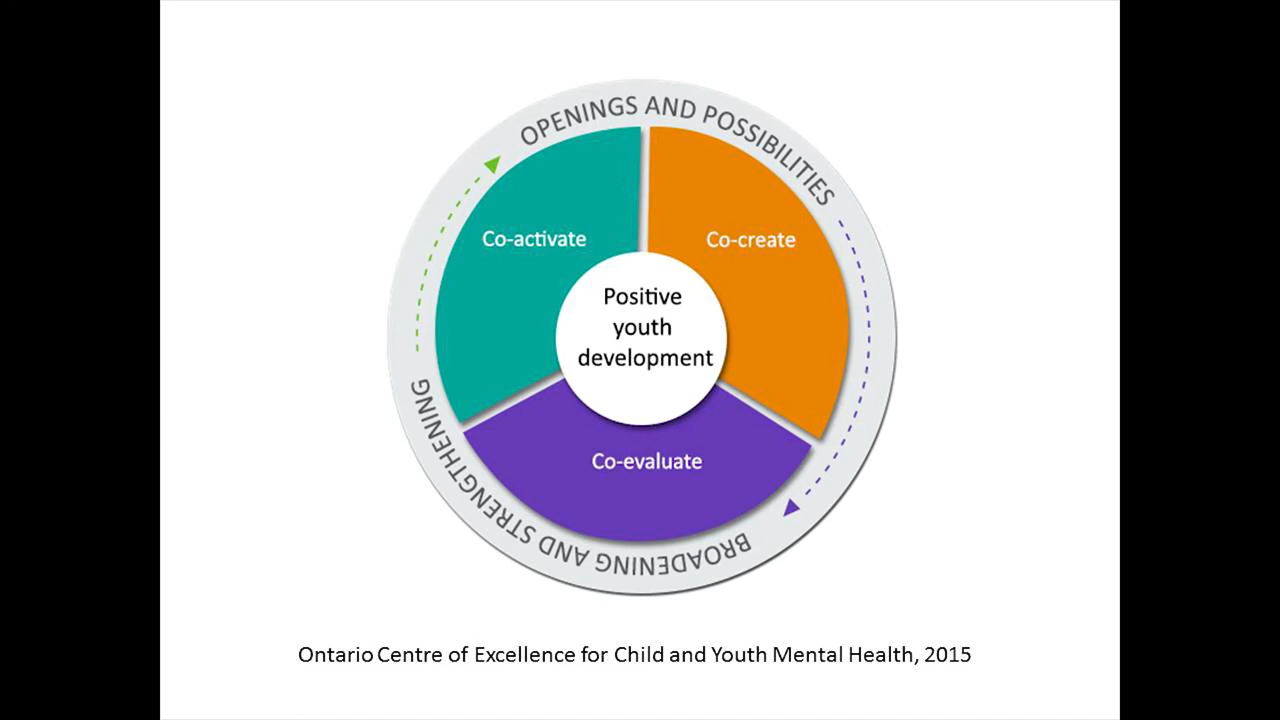 OPENINGS AND POSSIBILITIES
Co-activate
Co-create
Positive
youth
development
Co-evaluate
BROADENING AND STRENGTHENING
Ontario Centre of Excellence for Child and Youth Mental Health, 2015